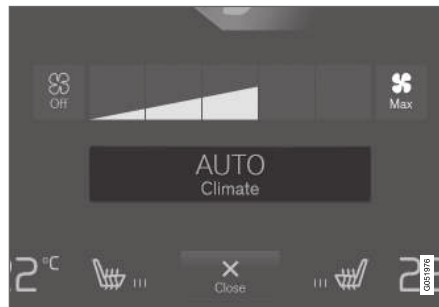 Off
Max
AUTO
Climate
2°C
Close
2
G051976